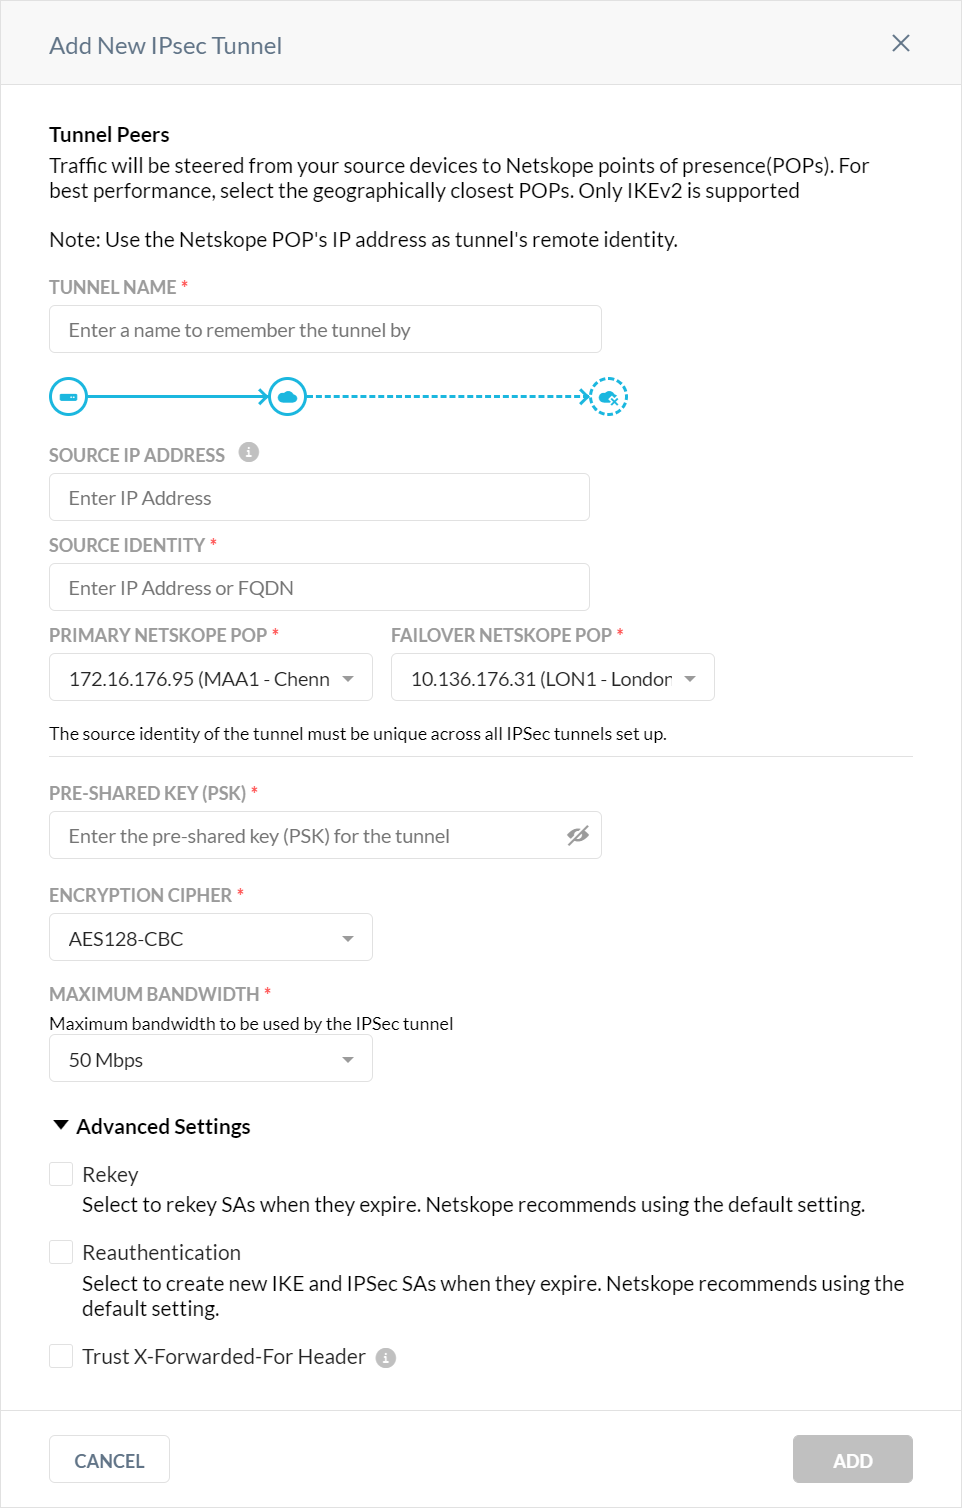 Add New IPsec Tunnel
Tunnel Peers
Traffic will be steered from your source devices to Netskope points of presence(POPs). For
best performance, select the geographically closest POPs. Only IKEv2 is supported
Note: Use the Netskope POP's IP address as tunnel's remote identity.
TUNNEL NAME *
Enter a name to remember the tunnel by
SOURCE IP ADDRESS i
Enter IP Address
SOURCE IDENTITY *
Enter IP Address or FQDN
PRIMARY NETSKOPE POP * FAILOVER NETSKOPE POP *
172.16.176.95 (MAA1 - Chenn 10.136.176.31 (LON1 - London
The source identity of the tunnel must be unique across all IPSec tunnels set up.
PRE-SHARED KEY (PSK) *
Enter the pre-shared key (PSK) for the tunnel
ENCRYPTION CIPHER *
AES128-CBC
MAXIMUM BANDWIDTH *
Maximum bandwidth to be used by the IPSec tunnel
50 Mbps
Advanced Settings
Rekey
Select to rekey SAs when they expire. Netskope recommends using the default setting.
Reauthentication
Select to create new IKE and IPSec SAs when they expire. Netskope recommends using the
default setting.
Trust X-Forwarded-For Header i
CANCEL ADD